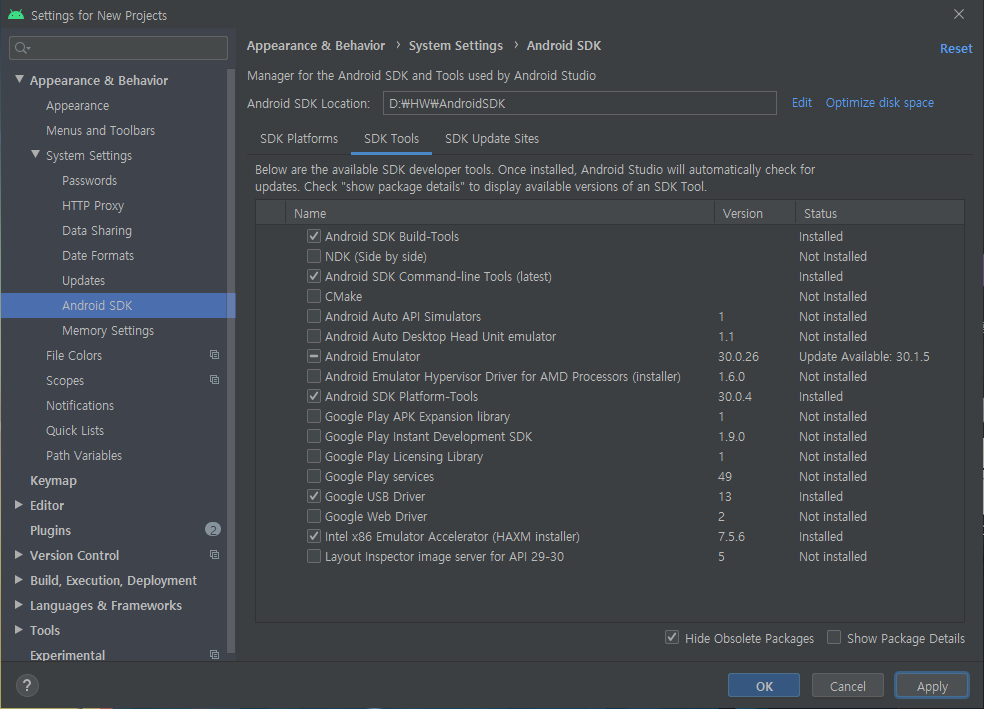 Settings for New Projects
Appearance & Behavior › System Settings › Android SDK
Reset
Manager for the Android SDK and Tools used by Android Studio
Android SDK Location: D:₩HW₩AndroidSDK Edit Optimize disk space
SDK Platforms SDK Tools SDK Update Sites
Below are the available SDK developer tools. Once installed, Android Studio will automatically check for
updates. Check "show package details" to display available versions of an SDK Tool.
Name Version Status
Android SDK Build-Tools Installed
NDK (Side by side) Not Installed
Android SDK Command-line Tools (latest) Installed
CMake Not Installed
Android Auto API Simulators 1 Not installed
Android Auto Desktop Head Unit emulator 1.1 Not installed
Android Emulator 30.0.26 Update Available: 30.1.5
Android Emulator Hypervisor Driver for AMD Processors (installer) 1.6.0 Not installed
Android SDK Platform-Tools 30.0.4 Installed
Google Play APK Expansion library 1 Not installed
Google Play Instant Development SDK 1.9.0 Not installed
Google Play Licensing Library 1 Not installed
Google Play services 49 Not installed
Google USB Driver 13 Installed
Google Web Driver 2 Not installed
Intel x86 Emulator Accelerator (HAXM installer) 7.5.6 Installed
Layout Inspector image server for API 29-30 5 Not installed
Hide Obsolete Packages Show Package Details
Appearance & Behavior
Appearance
Menus and Toolbars
System Settings
Passwords
HTTP Proxy
Data Sharing
Date Formats
Updates
Android SDK
Memory Settings
File Colors
Scopes
Notifications
Quick Lists
Path Variables
Keymap
Editor
Plugins 2
Version Control
Build, Execution, Deployment
Languages & Frameworks
Tools
Experimental
?
OK Cancel Apply